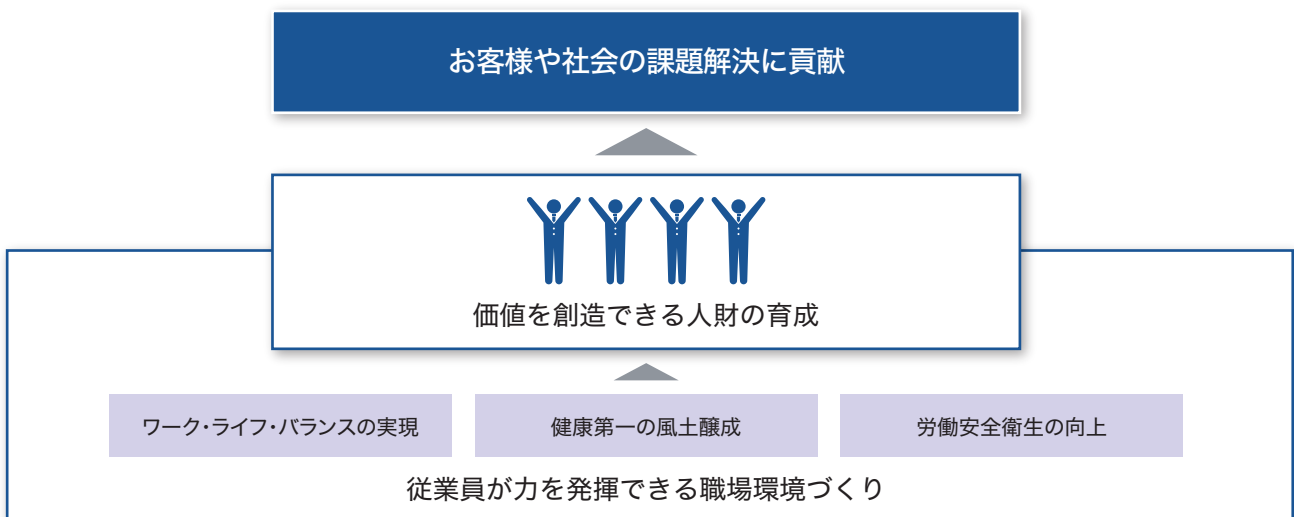 お客様や社会の課題解決に貢献
価値を創造できる人財の育成
ワーク・ライフ・バランスの実現
健康第一の風土醸成
労働安全衛生の向上
従業員が力を発揮できる職場環境づくり